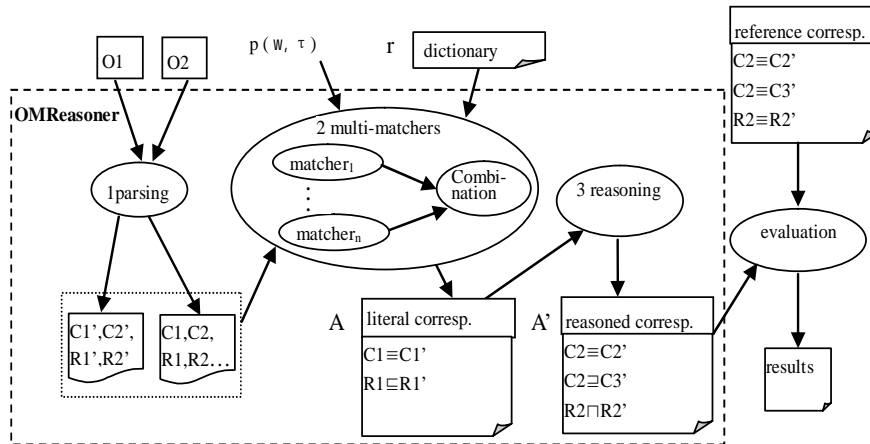 O1
O2
p(W, τ)
r
dictionary
reference corresp.
C2≡C2’
C2≡C3’
R2≡R2’
OMReasoner
1parsing
2 multi-matchers
matcher1
⋮
matchern
Combi-
nation
3 reasoning
evaluation
C1’,C2’,
R1’,R2’
C1,C2,
R1,R2…
A
literal corresp.
C1≡C1’
R1⊑R1’
A’
reasoned corresp.
C2≡C2’
C2⊒C3’
R2⊓R2’
results